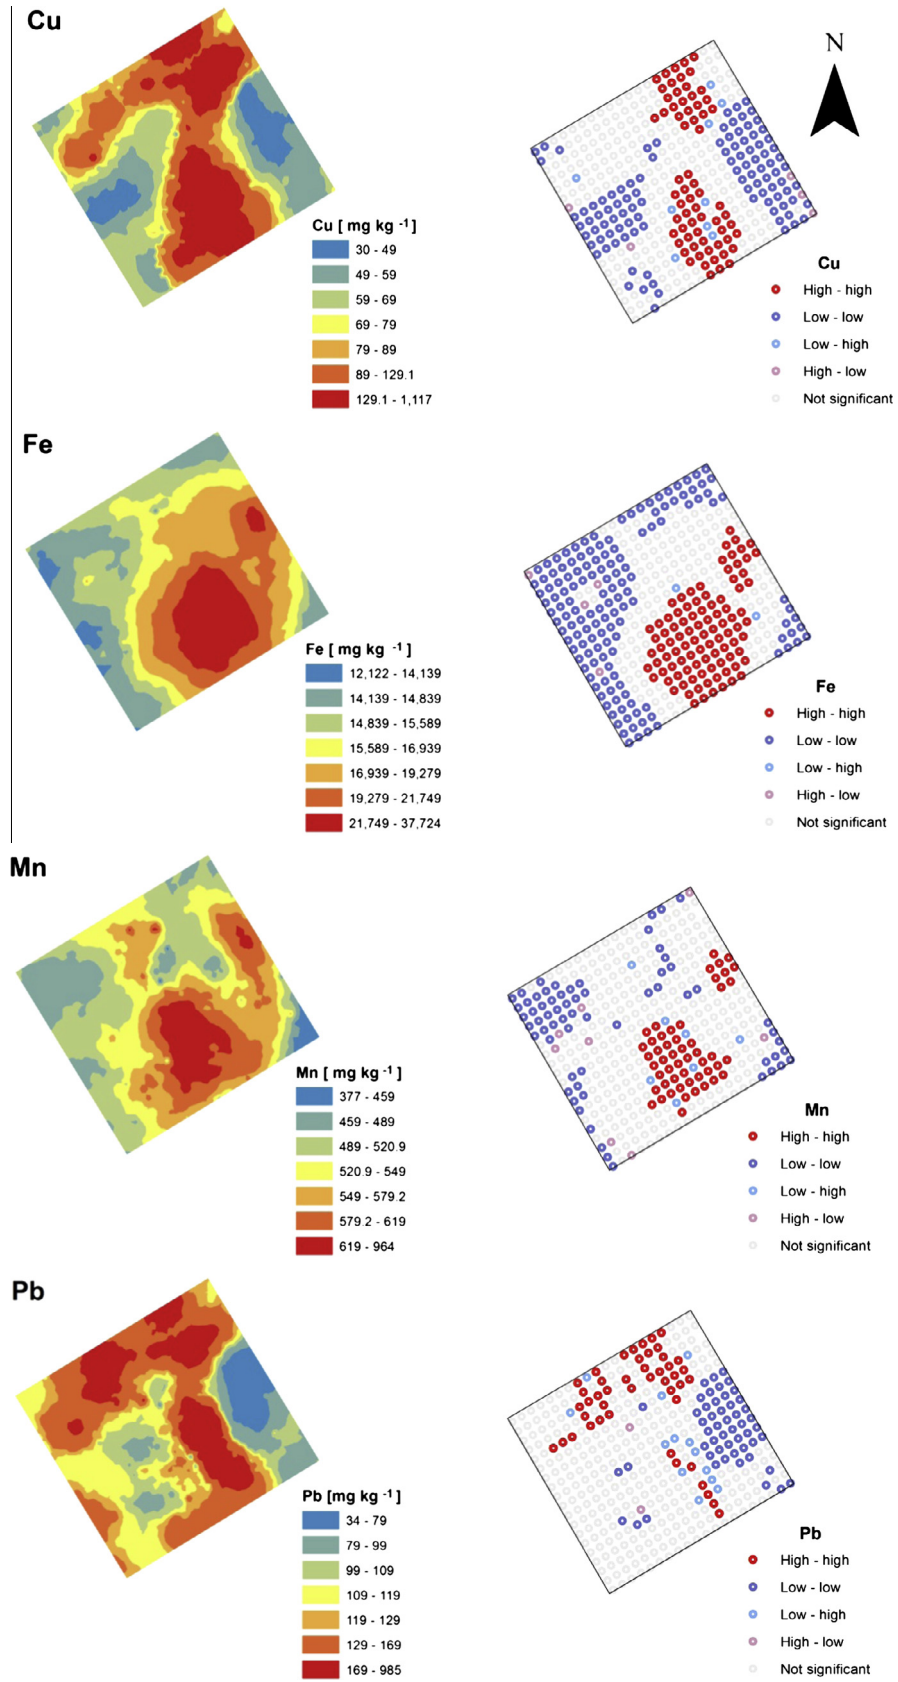 Cu
N
Cu [ mg kg -1 ]
30 - 49
49 - 59
59 - 69
69 - 79
79 - 89
89 - 129.1
129.1 - 1,117
Cu
High - high
Low - low
Low - high
High - low
Not significant
Fe
Fe [ mg kg -1 ]
12,122 - 14,139
14,139 - 14,839
14,839 - 15,589
15,589 - 16,939
16,939 - 19,279
19,279 - 21,749
21,749 - 37,724
Fe
High - high
Low - low
Low - high
High - low
Not significant
Mn
Mn [ mg kg -1 ]
377 - 459
459 - 489
489 - 520.9
520.9 - 549
549 - 579.2
579.2 - 619
619 - 964
Mn
High - high
Low - low
Low - high
High - low
Not significant
Pb
Pb [mg kg -1 ]
34 - 79
79 - 99
99 - 109
109 - 119
119 - 129
129 - 169
169 - 985
Pb
High - high
Low - low
Low - high
High - low
Not significant